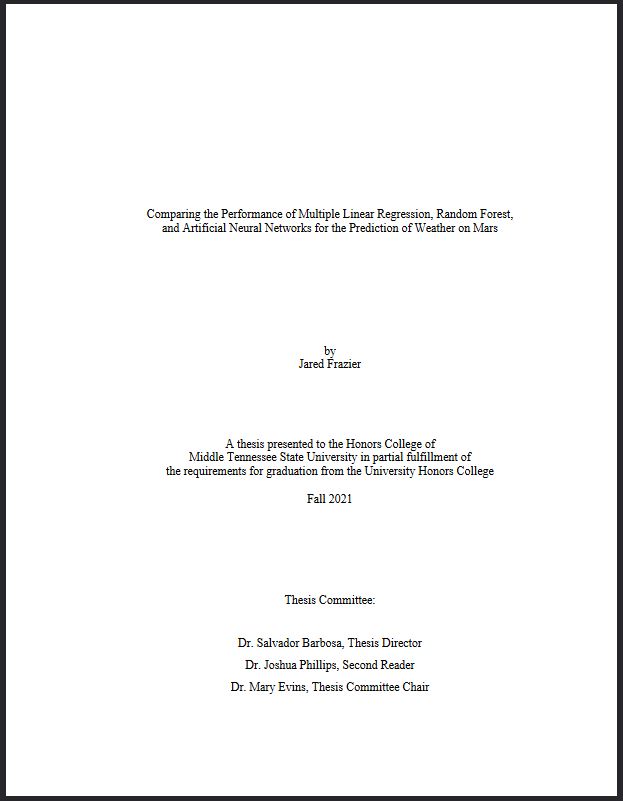 Comparing the Performance of Multiple Linear Regression, Random Forest,
and Artificial Neural Networks for the Prediction of Weather on Mars
by
Jared Frazier
A thesis presented to the Honors College of
Middle Tennessee State University in partial fulfillment of
the requirements for graduation from the University Honors College
Fall 2021
Thesis Committee:
Dr. Salvador Barbosa, Thesis Director
Dr. Joshua Phillips, Second Reader
Dr. Mary Evins, Thesis Committee Chair